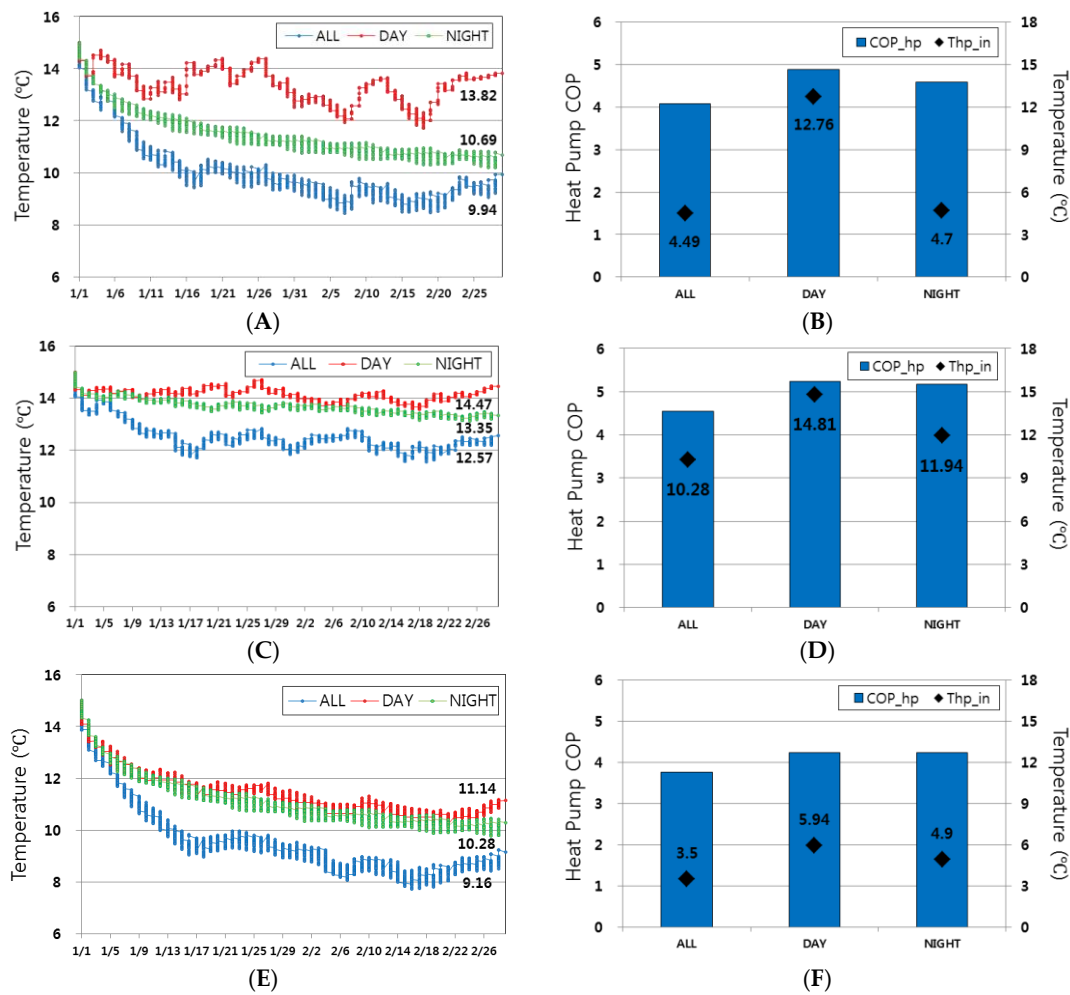 ALL DAY NIGHT
Temperature (℃)
16
14
12
10
8
6
13.82
10.69
9.94
1/1 1/6 1/11 1/16 1/21 1/26 1/31 2/5 2/10 2/15 2/20 2/25
(A)
COP_hp Thp_in
Heat Pump COP
6
5
4
3
2
1
0
4.49
12.76
4.7
18
15
12
9
6
3
0
Temperature (℃)
ALL DAY NIGHT
(B)
ALL DAY NIGHT
Temperature (℃)
16
14
12
10
8
6
14.47
13.35
12.57
1/1 1/5 1/9 1/13 1/17 1/21 1/25 1/29 2/2 2/6 2/10 2/14 2/18 2/22 2/26
(C)
COP_hp Thp_in
Heat Pump COP
6
5
4
3
2
1
0
10.28
14.81
11.94
18
15
12
9
6
3
0
Temperature (℃)
ALL DAY NIGHT
(D)
ALL DAY NIGHT
Temperature (℃)
16
14
12
10
8
6
11.14
10.28
9.16
1/1 1/5 1/9 1/13 1/17 1/21 1/25 1/29 2/2 2/6 2/10 2/14 2/18 2/22 2/26
(E)
COP_hp Thp_in
Heat Pump COP
6
5
4
3
2
1
0
3.5
5.94
4.9
18
15
12
9
6
3
0
Temperature (℃)
ALL DAY NIGHT
(F)